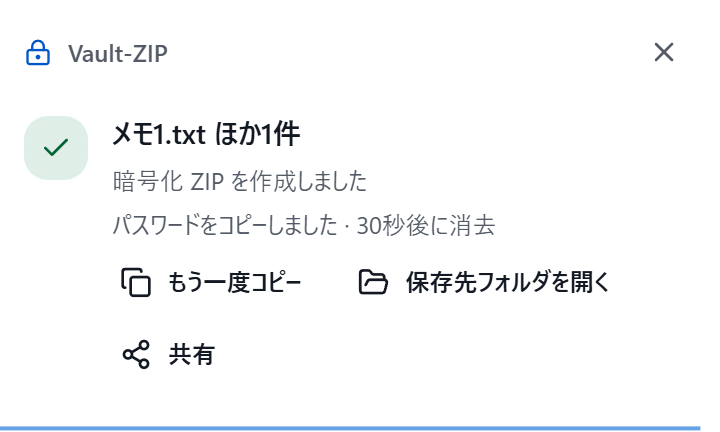 Vault-ZIP
メモ1.txt ほか1件
暗号化 ZIP を作成しました
パスワードをコピーしました · 30秒後に消去
もう一度コピー
保存先フォルダを開く
共有